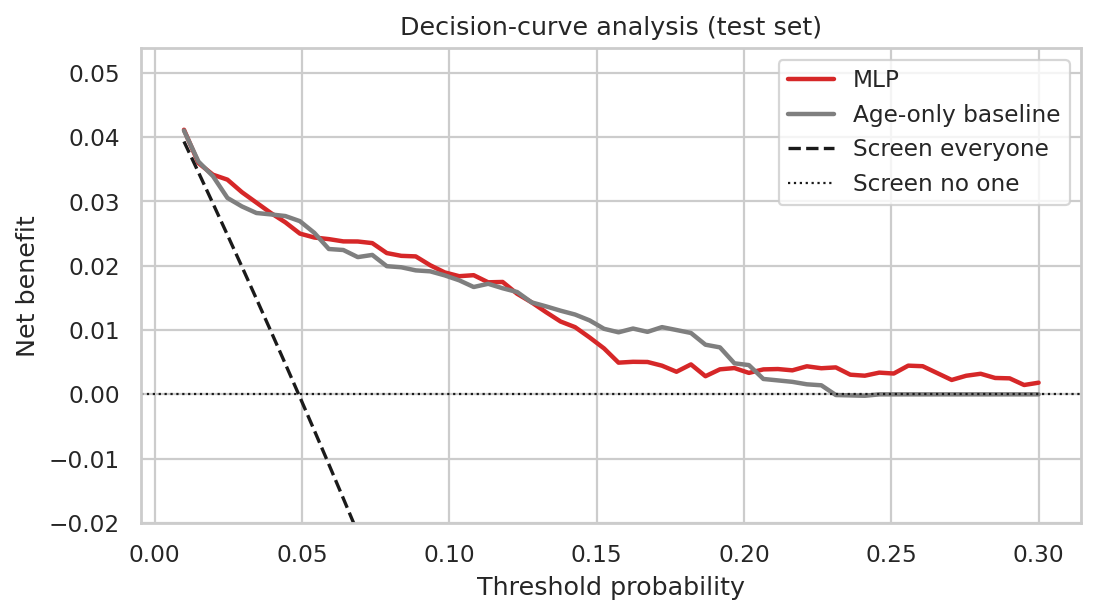 Decision-curve analysis (test set)
MLP
Age-only baseline
Screen everyone
Screen no one
Net benefit
0.05
0.04
0.03
0.02
0.01
0.00
−0.01
−0.02
0.00 0.05 0.10 0.15 0.20 0.25 0.30
Threshold probability